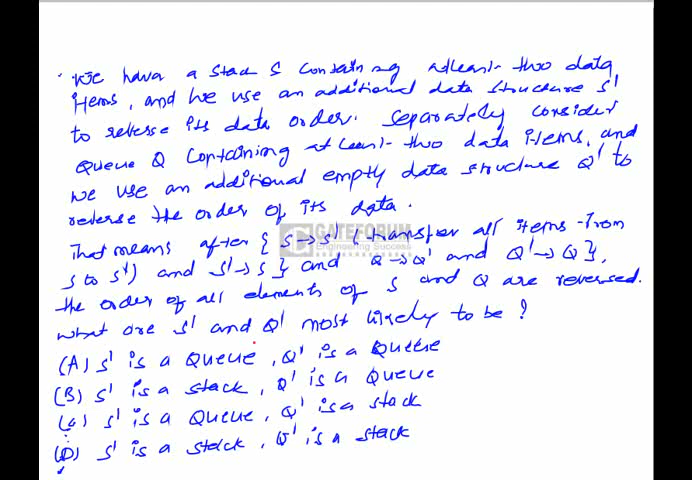 . we have a stack S containing atleast two data
items, and we use an additional data structure S'
to reverse its data order. Separately consider
queue Q containing at least two data items, and
we use an additional empty data structure Q' to
reverse the order of its data.
GATEFORUM
Engineering Success
That means after { S→S' (transfer all items from
S to S') and S'→S } and Q→Q' and Q'→Q },
the order of all elements of S and Q are reversed.
what are S' and Q' most likely to be ?
(A) S' is a Queue, Q' is a Queue
(B) S' is a stack, Q' is a Queue
(c) S' is a Queue, Q' is a stack
(D) S' is a stack, Q' is a stack